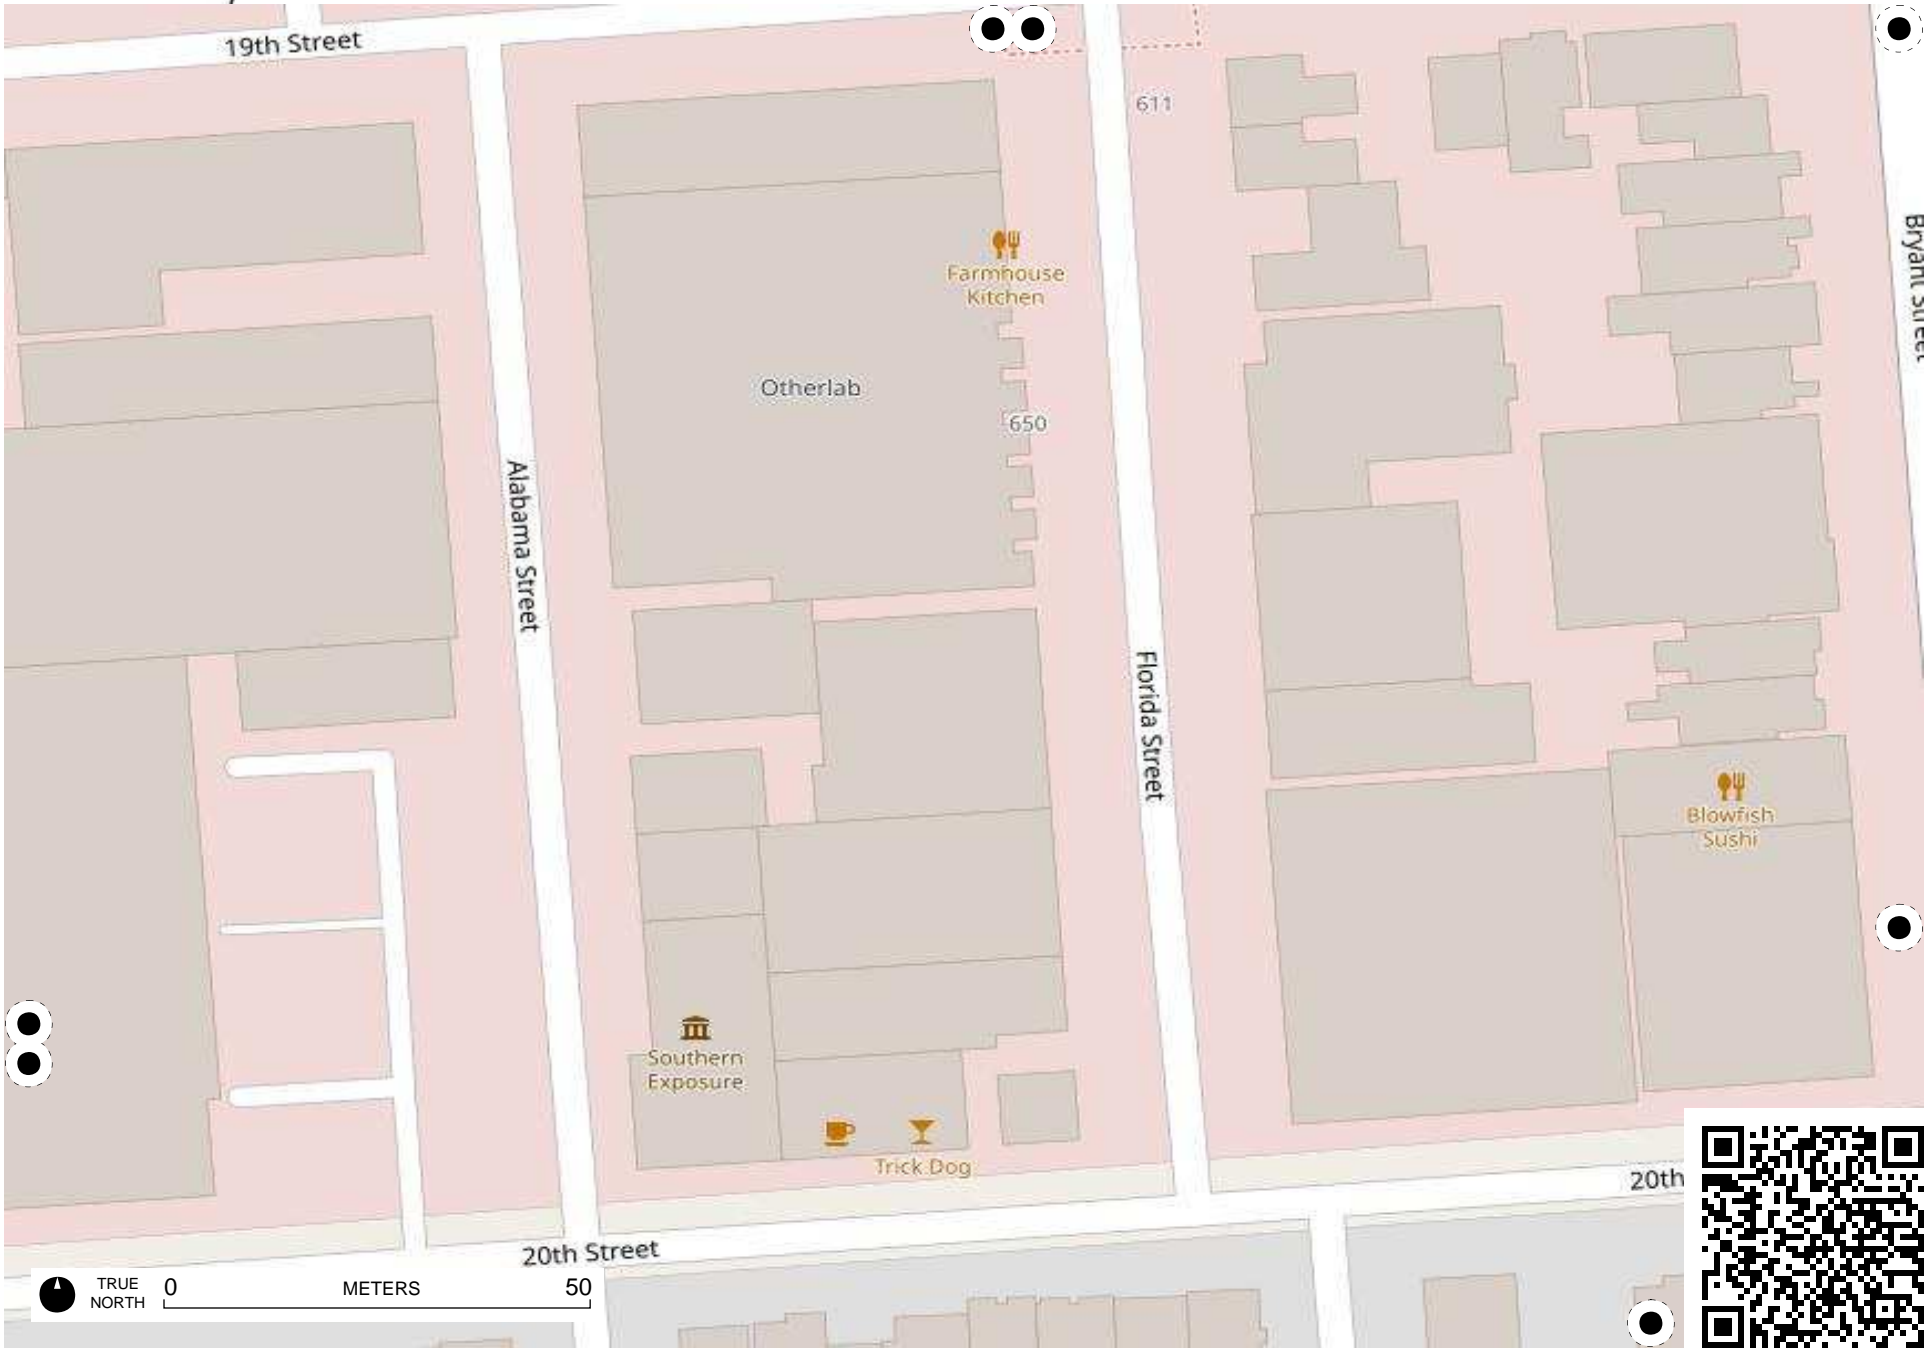 19th Street
611
Farmhouse
Kitchen
Otherlab
650
Bryant Street
Alabama Street
Florida Street
Blowfish
Sushi
Southern
Exposure
Trick Dog
20th
20th Street
TRUE
NORTH
0
METERS
50